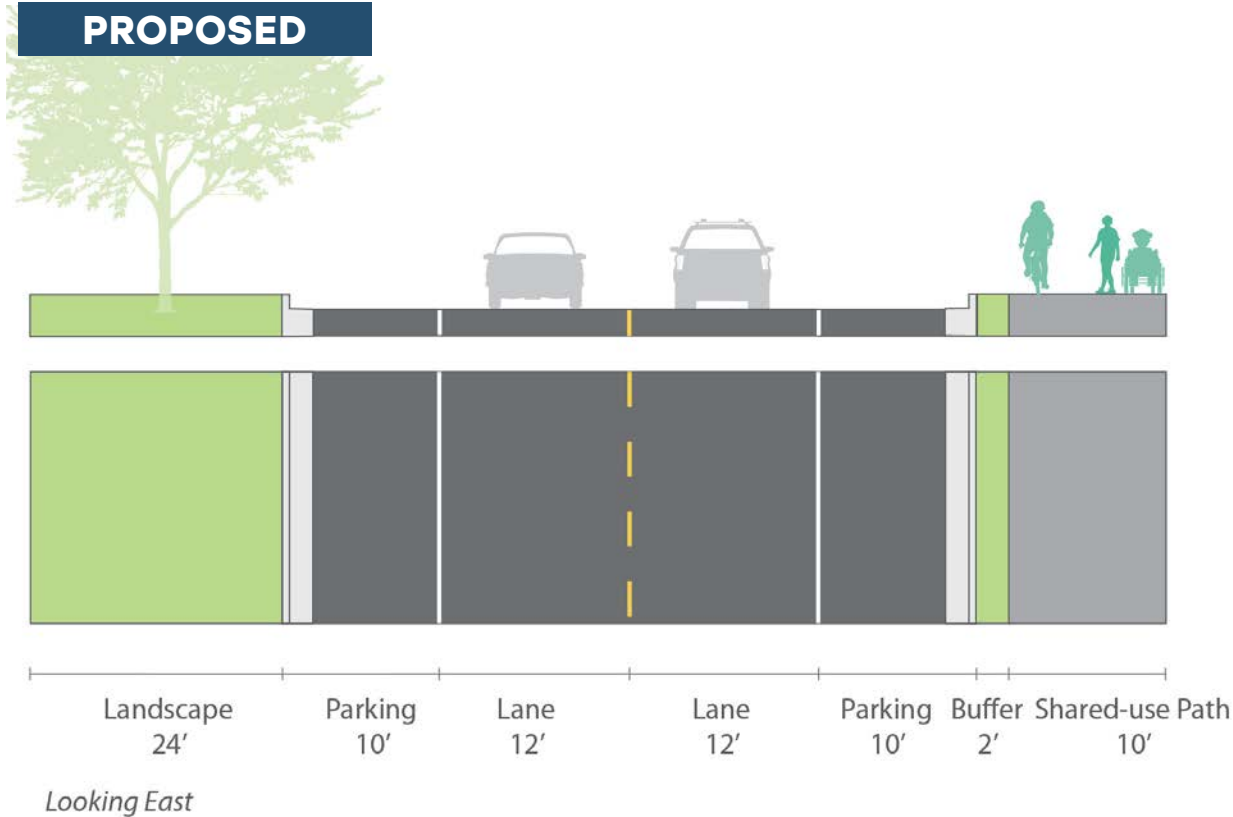 PROPOSED
Landscape Parking Lane Lane Parking Buffer Shared-use Path
24’ 10’ 12’ 12’ 10’ 2’ 10’
Looking East